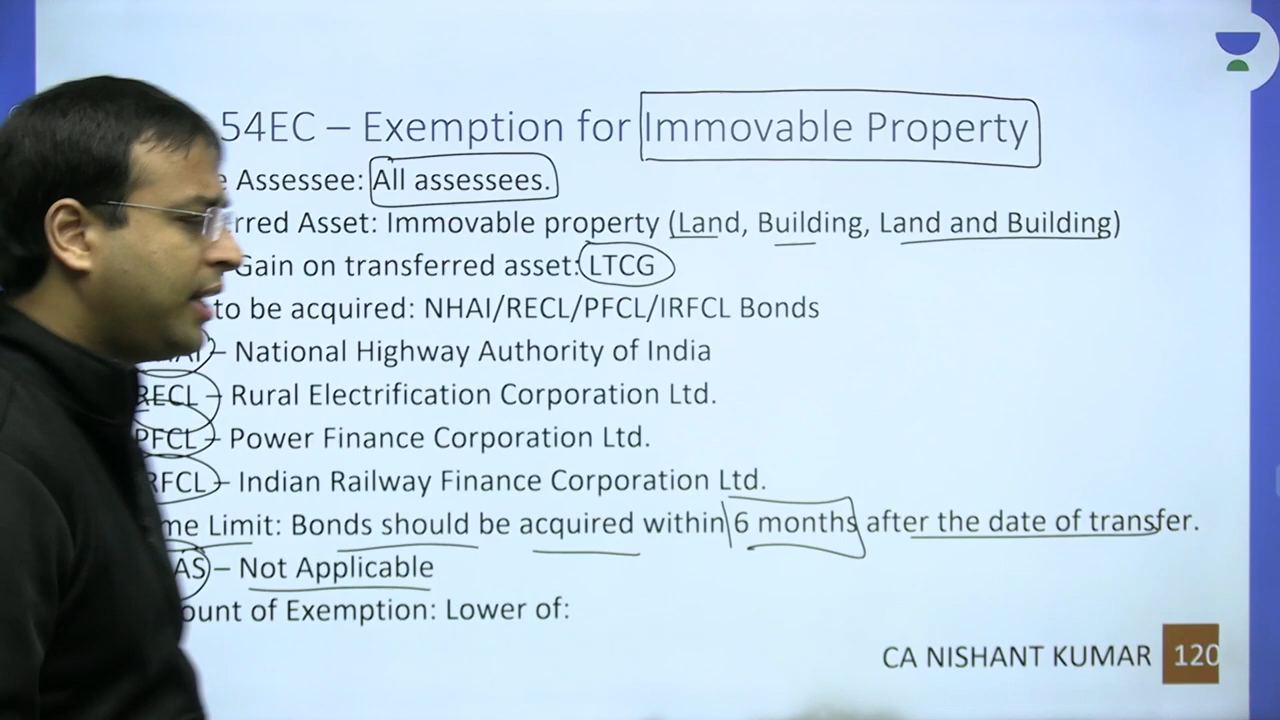 54EC – Exemption for Immovable Property
Assessee: All assessees.
rred Asset: Immovable property (Land, Building, Land and Building)
Gain on transferred asset: LTCG
to be acquired: NHAI/RECL/PFCL/IRFCL Bonds
– National Highway Authority of India
RECL – Rural Electrification Corporation Ltd.
PFCL – Power Finance Corporation Ltd.
RFCL – Indian Railway Finance Corporation Ltd.
me Limit: Bonds should be acquired within 6 months after the date of transfer.
AS – Not Applicable
ount of Exemption: Lower of:
CA NISHANT KUMAR 120